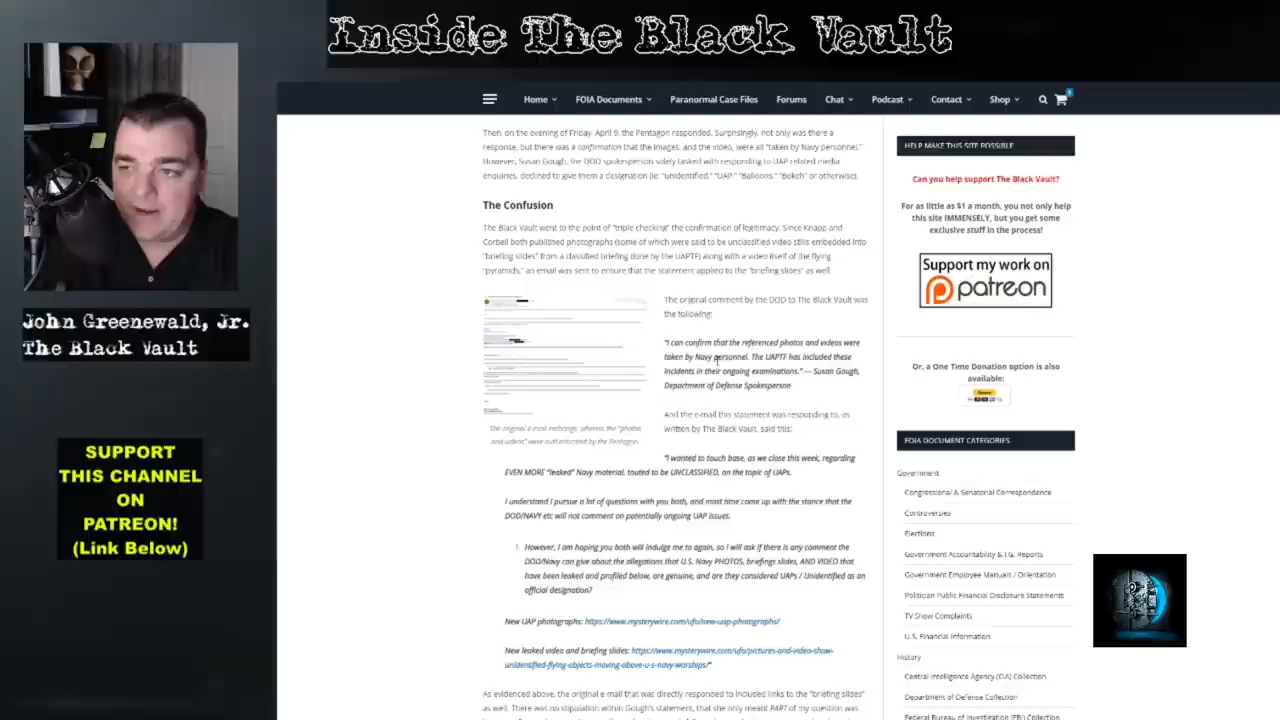 Inside The Black Vault
Home
FOIA Documents
Paranormal Case Files
Forums
Chat
Podcast
Contact
Shop
John Greenewald, Jr.
The Black Vault
SUPPORT
THIS CHANNEL
ON
PATREON!
(Link Below)
Then, on the evening of Friday, April 9, the Pentagon responded. Surprisingly, not only was there a
response, but there was a confirmation that the images, and the video, were all "taken by Navy personnel."
However, Susan Gough, the DOD spokesperson solely tasked with responding to UAP related media
enquires, declined to give them a designation (ie: "unidentified," "UAP," "Balloons," "Bokeh" or otherwise).
The Confusion
The Black Vault went to the point of "triple checking" the confirmation of legitimacy. Since Knapp and
Corbell both published photographs (some of which were said to be unclassified video stills embedded into
"briefing slides" from a classified briefing done by the UAPTF) along with a video itself of the flying
"pyramids," an email was sent to ensure that the statement applied to the "briefing slides" as well.
The original e-mail exchange, wherein the "photos
and videos" were authenticated by the Pentagon.
The original comment by the DOD to The Black Vault was
the following:
"I can confirm that the referenced photos and videos were
taken by Navy personnel. The UAPTF has included these
incidents in their ongoing examinations." — Susan Gough,
Department of Defense Spokesperson
And the e-mail this statement was responding to, as
written by The Black Vault, said this:
"I wanted to touch base, as we close this week, regarding
EVEN MORE "leaked" Navy material, touted to be UNCLASSIFIED, on the topic of UAPs.
I understand I pursue a lot of questions with you both, and most time come up with the stance that the
DOD/NAVY etc will not comment on potentially ongoing UAP issues.
1 However, I am hoping you both will indulge me to again, so I will ask if there is any comment the
DOD/Navy can give about the allegations that U.S. Navy PHOTOS, briefings slides, AND VIDEO that
have been leaked and profiled below, are genuine, and are they considered UAPs / Unidentified as an
official designation?
New UAP photographs: https://www.mysterywire.com/ufo/new-uap-photographs/
New leaked video and briefing slides: https://www.mysterywire.com/ufo/pictures-and-video-show-
unidentified-flying-objects-moving-above-u-s-navy-warships/"
As evidenced above, the original e-mail that was directly responded to included links to the "briefing slides"
as well. There was no stipulation within Gough's statement, that she only meant PART of my question was
HELP MAKE THIS SITE POSSIBLE
Can you help support The Black Vault?
For as little as $1 a month, you not only help
this site IMMENSELY, but you get some
exclusive stuff in the process!
Support my work on
patreon
Or, a One Time Donation option is also
available:
Donate
FOIA DOCUMENT CATEGORIES
Government
Congressional & Senatorial Correspondence
Controversies
Elections
Government Accountability & I.G. Reports
Government Employee Manuals / Orientation
Politician Public Financial Disclosure Statements
TV Show Complaints
U.S. Financial Information
History
Central Intelligence Agency (CIA) Collection
Department of Defense Collection
Federal Bureau of Investigation (FBI) Collection